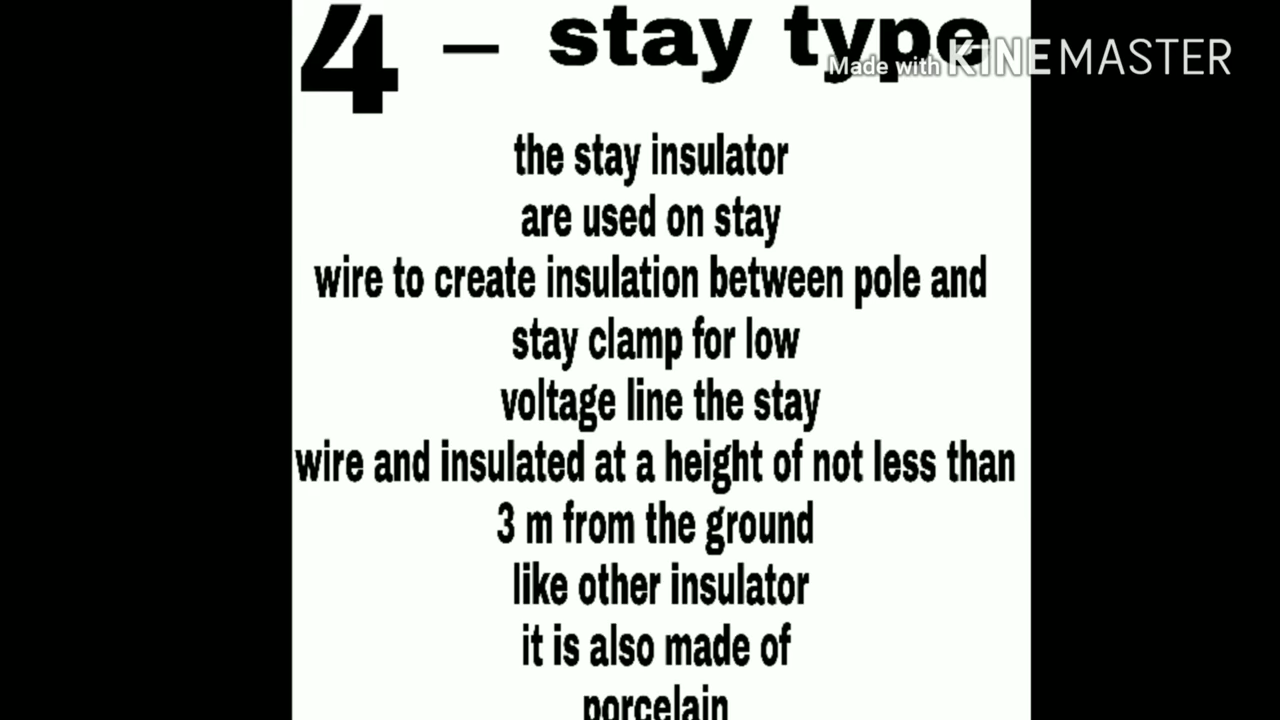 4 – stay type
Made with KINEMASTER
the stay insulator
are used on stay
wire to create insulation between pole and
stay clamp for low
voltage line the stay
wire and insulated at a height of not less than
3 m from the ground
like other insulator
it is also made of
porcelain